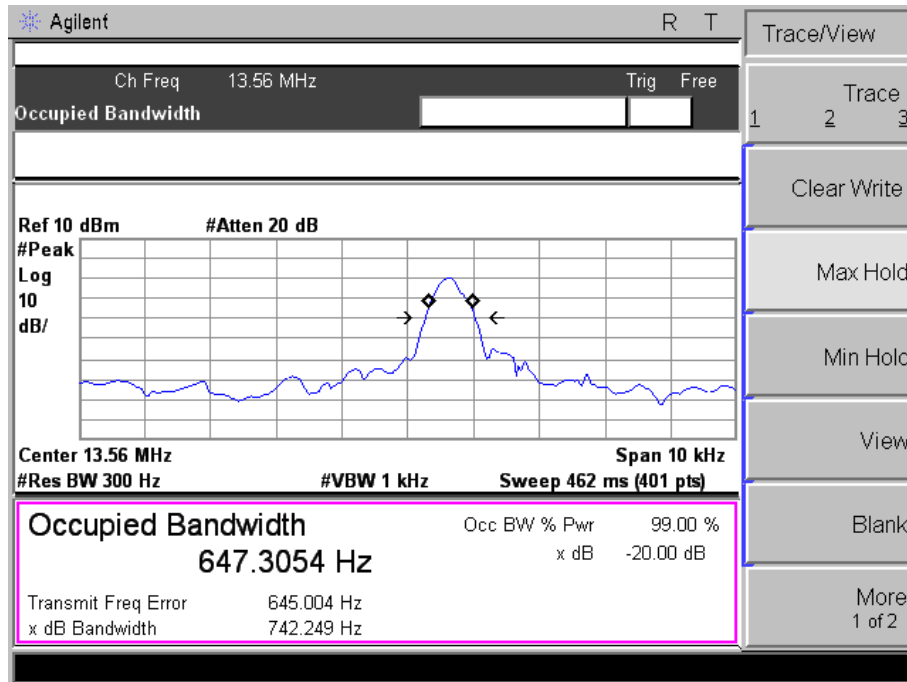 Agilent R T
Trace/View
Ch Freq 13.56 MHz Trig Free
Occupied Bandwidth
Trace
1 2 3
Clear Write
Max Hold
Min Hold
View
Blank
More
1 of 2
Ref 10 dBm #Atten 20 dB
#Peak
Log
10
dB/
Center 13.56 MHz Span 10 kHz
#Res BW 300 Hz #VBW 1 kHz Sweep 462 ms (401 pts)
Occupied Bandwidth
647.3054 Hz
Occ BW % Pwr 99.00 %
x dB -20.00 dB
Transmit Freq Error 645.004 Hz
x dB Bandwidth 742.249 Hz